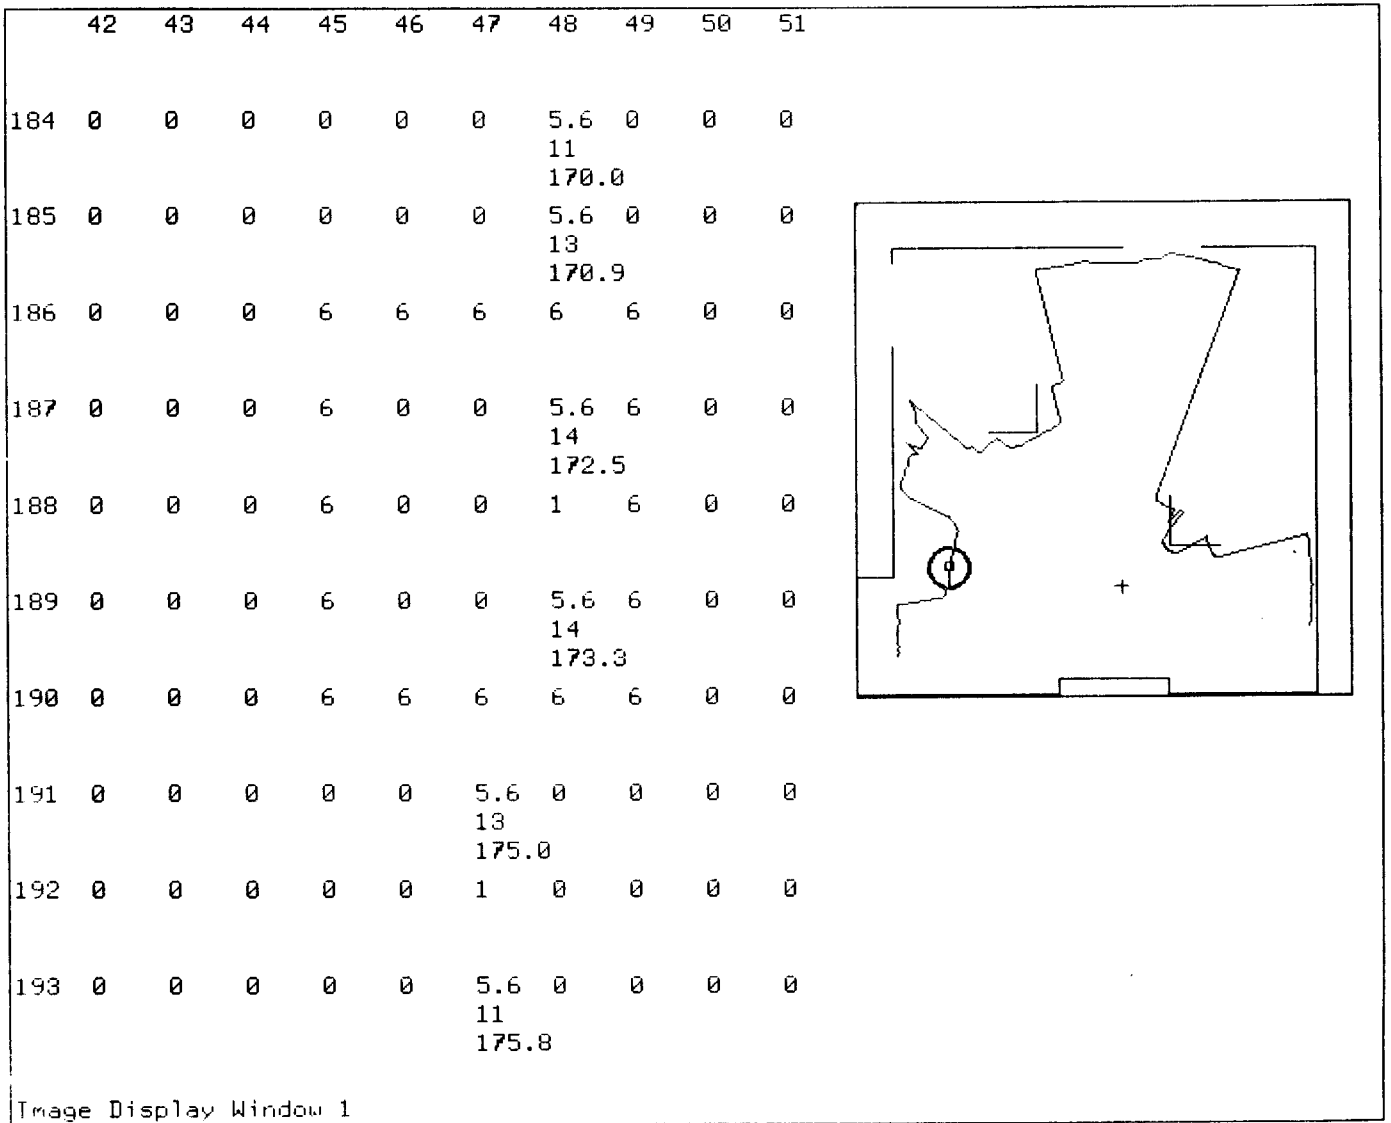 42 43 44 45 46 47 48 49 50 51
184 0 0 0 0 0 0 5.6 0 0 0
11
170.0
185 0 0 0 0 0 0 5.6 0 0 0
13
170.9
186 0 0 0 6 6 6 6 6 0 0
187 0 0 0 6 0 0 5.6 6 0 0
14
172.5
188 0 0 0 6 0 0 1 6 0 0
189 0 0 0 6 0 0 5.6 6 0 0
14
173.3
190 0 0 0 6 6 6 6 6 0 0
191 0 0 0 0 0 5.6 0 0 0 0
13
175.0
192 0 0 0 0 0 1 0 0 0 0
193 0 0 0 0 0 5.6 0 0 0 0
11
175.8
Image Display Window 1